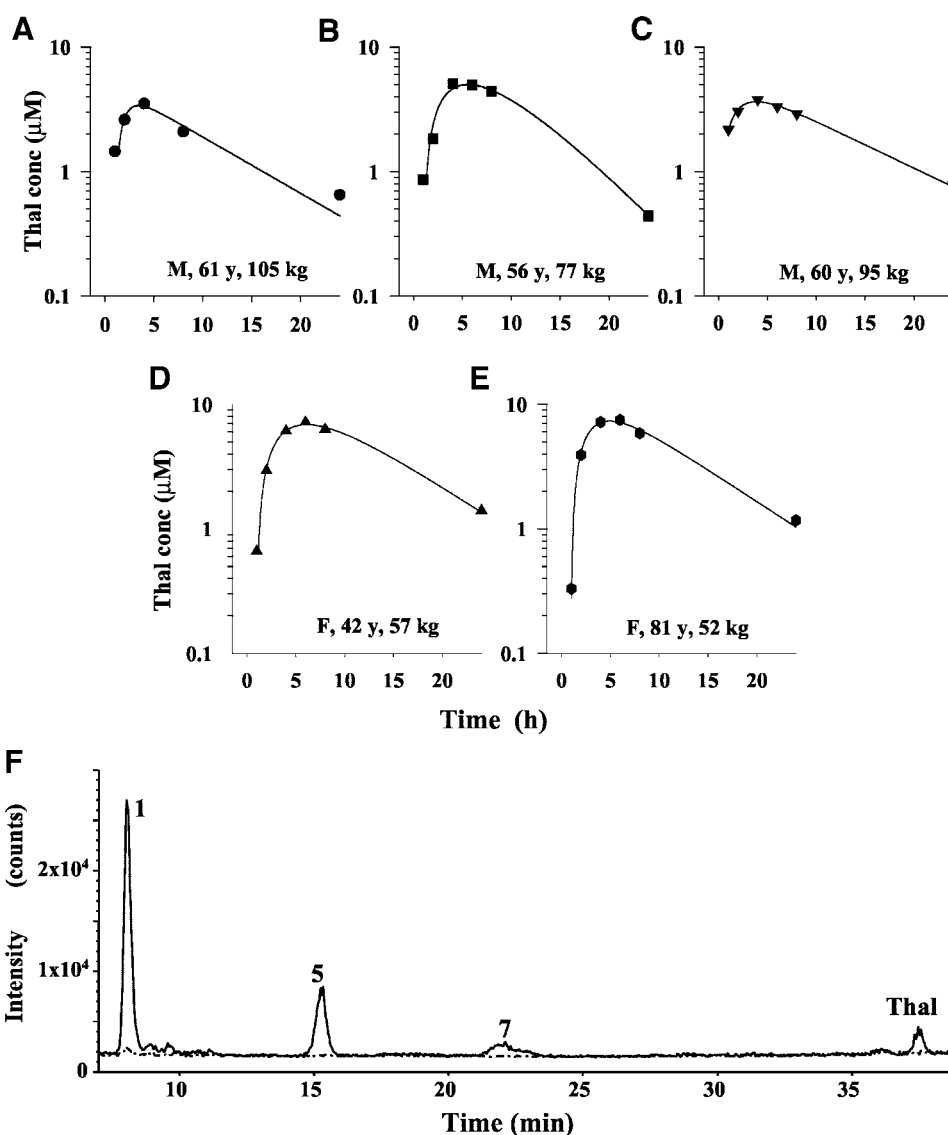 A
B
C
10
1
0.1
Thal conc (µM)
M, 61 y, 105 kg
0 5 10 15 20
10
1
0.1
M, 56 y, 77 kg
0 5 10 15 20
10
1
0.1
M, 60 y, 95 kg
0 5 10 15 20
D
E
10
1
0.1
Thal conc (µM)
F, 42 y, 57 kg
0 5 10 15 20
10
1
0.1
F, 81 y, 52 kg
0 5 10 15 20
Time (h)
F
Intensity (counts)
2x10⁴
1x10⁴
0
1
5
7
Thal
10 15 20 25 30 35
Time (min)